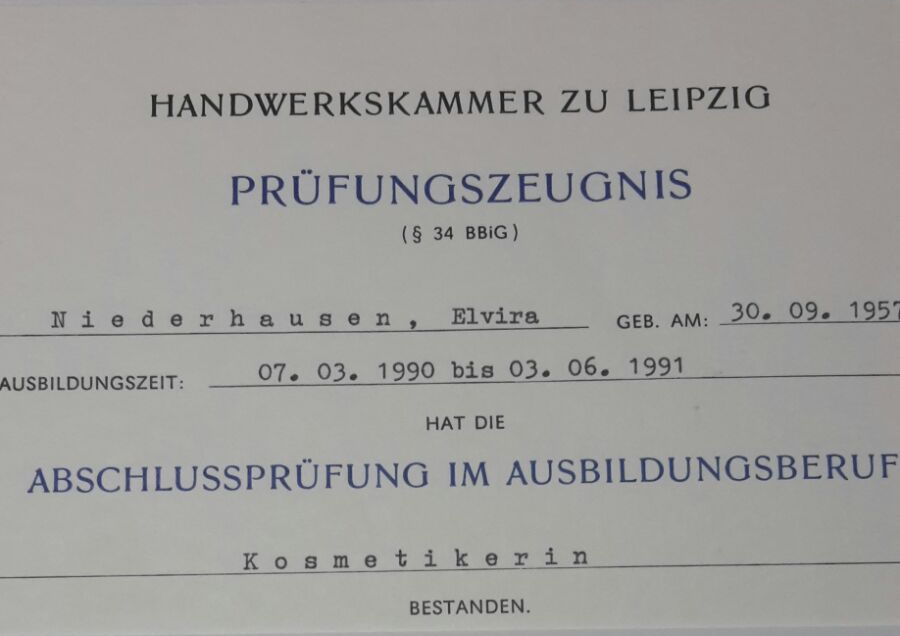 HANDWERKSKAMMER ZU LEIPZIG
PRÜFUNGSZEUGNIS
(§ 34 BBiG)
Niederhausen, Elvira GEB. AM: 30. 09. 1957
AUSBILDUNGSZEIT: 07. 03. 1990 bis 03. 06. 1991
HAT DIE
ABSCHLUSSPRÜFUNG IM AUSBILDUNGSBERUF
Kosmetikerin
BESTANDEN.